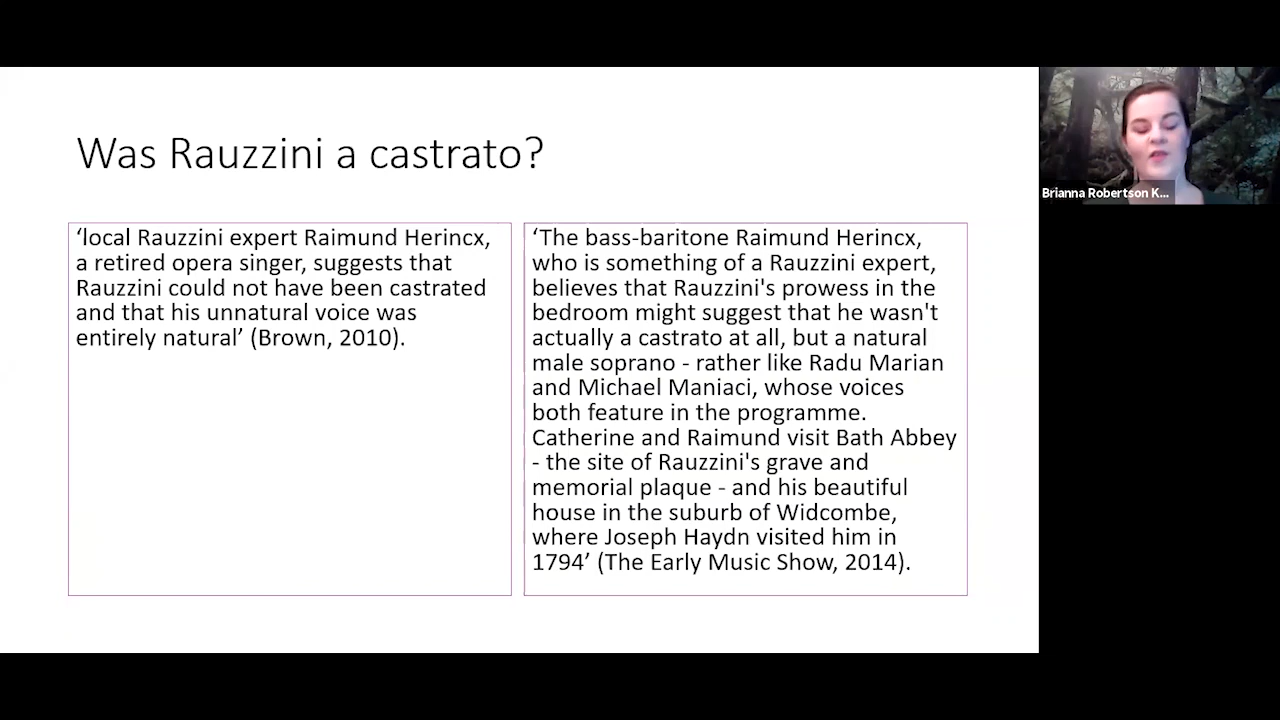 Was Rauzzini a castrato?
‘local Rauzzini expert Raimund Herincx,
a retired opera singer, suggests that
Rauzzini could not have been castrated
and that his unnatural voice was
entirely natural’ (Brown, 2010).
‘The bass-baritone Raimund Herincx,
who is something of a Rauzzini expert,
believes that Rauzzini's prowess in the
bedroom might suggest that he wasn't
actually a castrato at all, but a natural
male soprano - rather like Radu Marian
and Michael Maniaci, whose voices
both feature in the programme.
Catherine and Raimund visit Bath Abbey
- the site of Rauzzini's grave and
memorial plaque - and his beautiful
house in the suburb of Widcombe,
where Joseph Haydn visited him in
1794’ (The Early Music Show, 2014).
Brianna Robertson K...